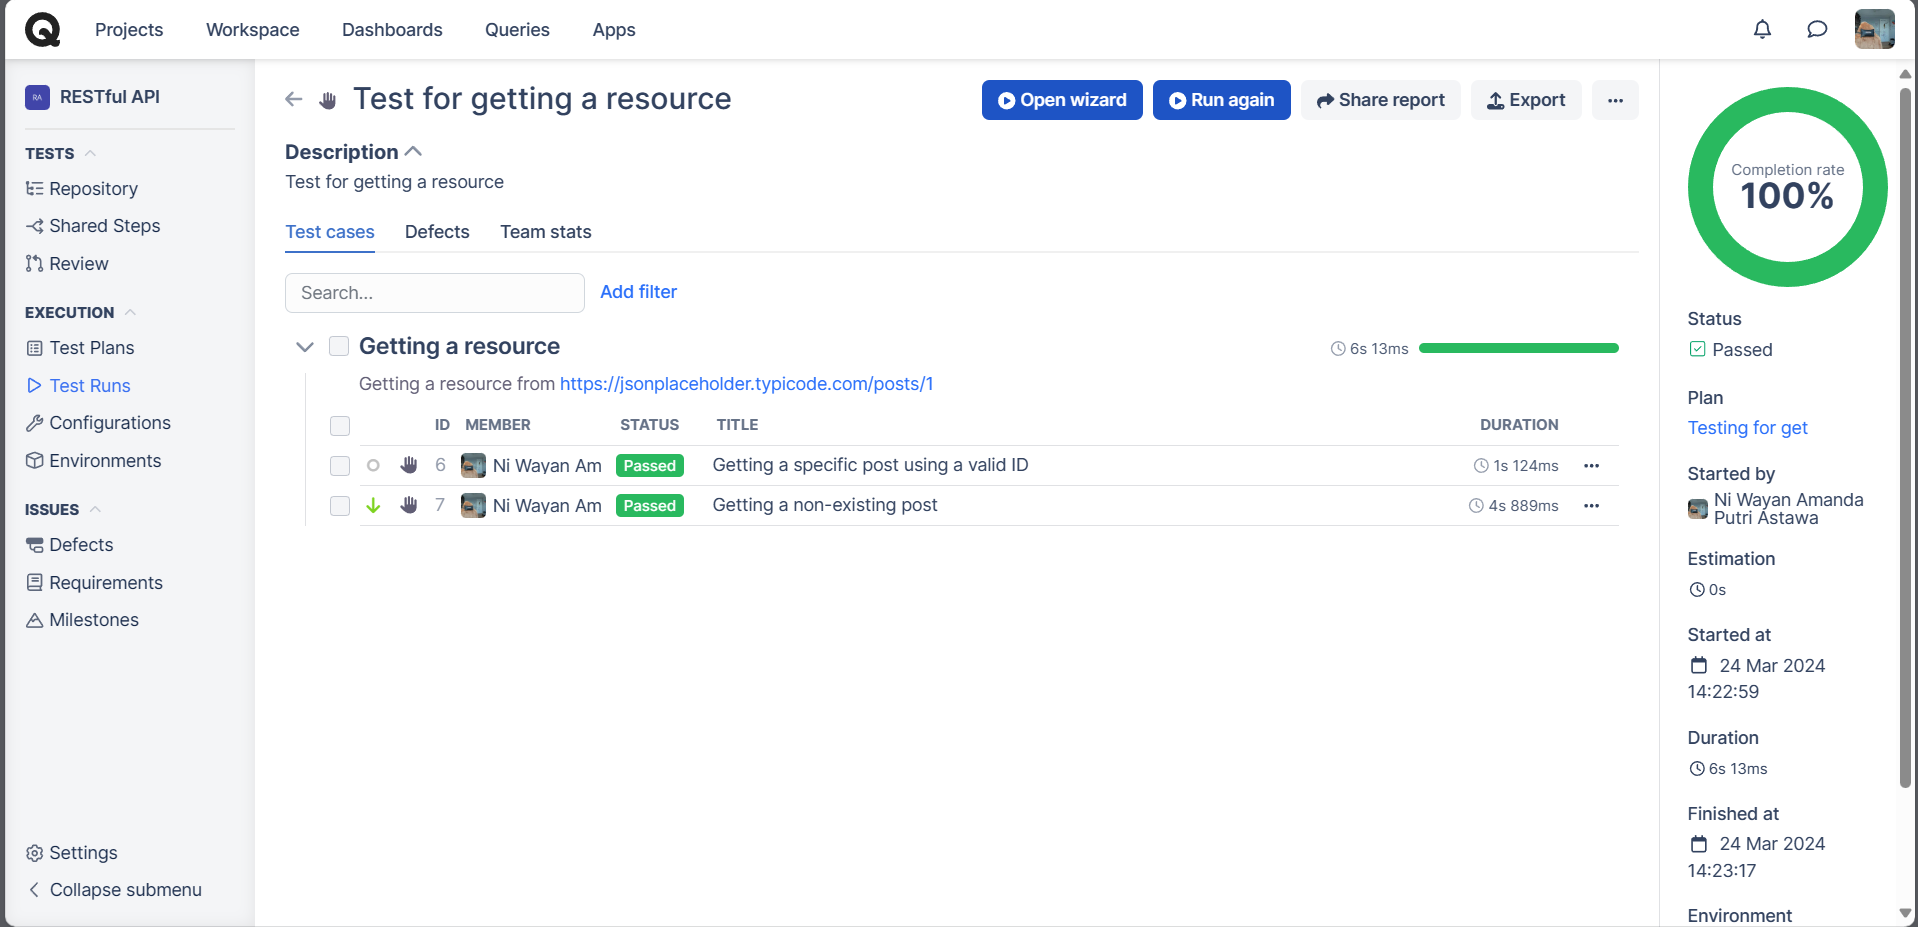 Projects Workspace Dashboards Queries Apps
RA RESTful API
TESTS
Repository
Shared Steps
Review
EXECUTION
Test Plans
Test Runs
Configurations
Environments
ISSUES
Defects
Requirements
Milestones
Settings
Collapse submenu
Test for getting a resource
Open wizard Run again Share report Export
Description
Test for getting a resource
Test cases Defects Team stats
Search...
Add filter
Getting a resource 6s 13ms
Getting a resource from https://jsonplaceholder.typicode.com/posts/1
ID MEMBER STATUS TITLE DURATION
6 Ni Wayan Am Passed Getting a specific post using a valid ID 1s 124ms
7 Ni Wayan Am Passed Getting a non-existing post 4s 889ms
Completion rate
100%
Status
Passed
Plan
Testing for get
Started by
Ni Wayan Amanda
Putri Astawa
Estimation
0s
Started at
24 Mar 2024
14:22:59
Duration
6s 13ms
Finished at
24 Mar 2024
14:23:17
Environment